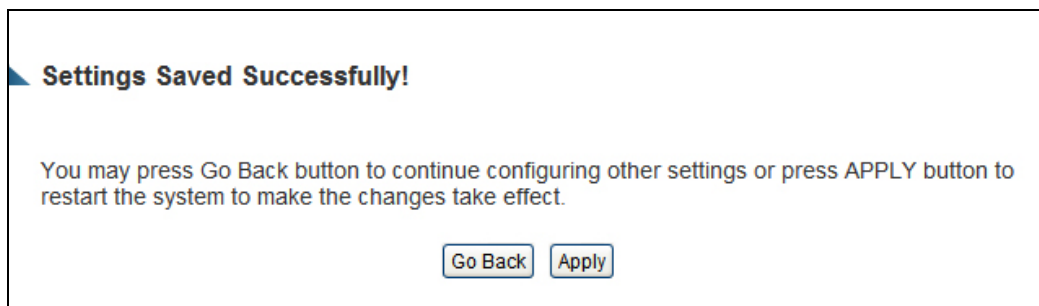 Settings Saved Successfully!
You may press Go Back button to continue configuring other settings or press APPLY button to
restart the system to make the changes take effect.
Go Back Apply